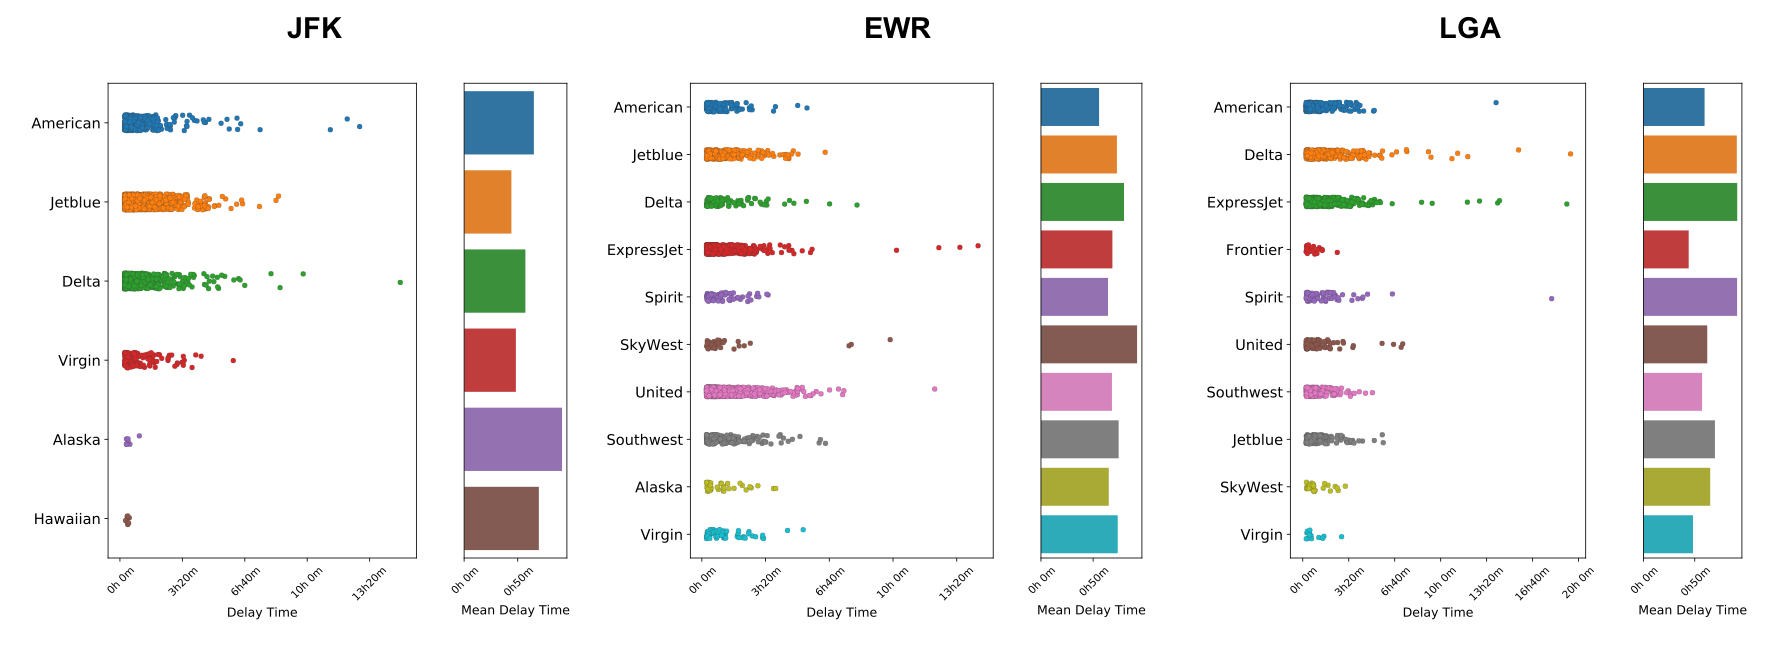 JFK
American
Jetblue
Delta
Virgin
Alaska
Hawaiian
0h 0m
3h20m
6h40m
10h 0m
13h20m
Delay Time
0h 0m
0h50m
Mean Delay Time
EWR
American
Jetblue
Delta
ExpressJet
Spirit
SkyWest
United
Southwest
Alaska
Virgin
0h 0m
3h20m
6h40m
10h 0m
13h20m
Delay Time
0h 0m
0h50m
Mean Delay Time
LGA
American
Delta
ExpressJet
Frontier
Spirit
United
Southwest
Jetblue
SkyWest
Virgin
0h 0m
3h20m
6h40m
10h 0m
13h20m
16h40m
20h 0m
Delay Time
0h 0m
0h50m
Mean Delay Time